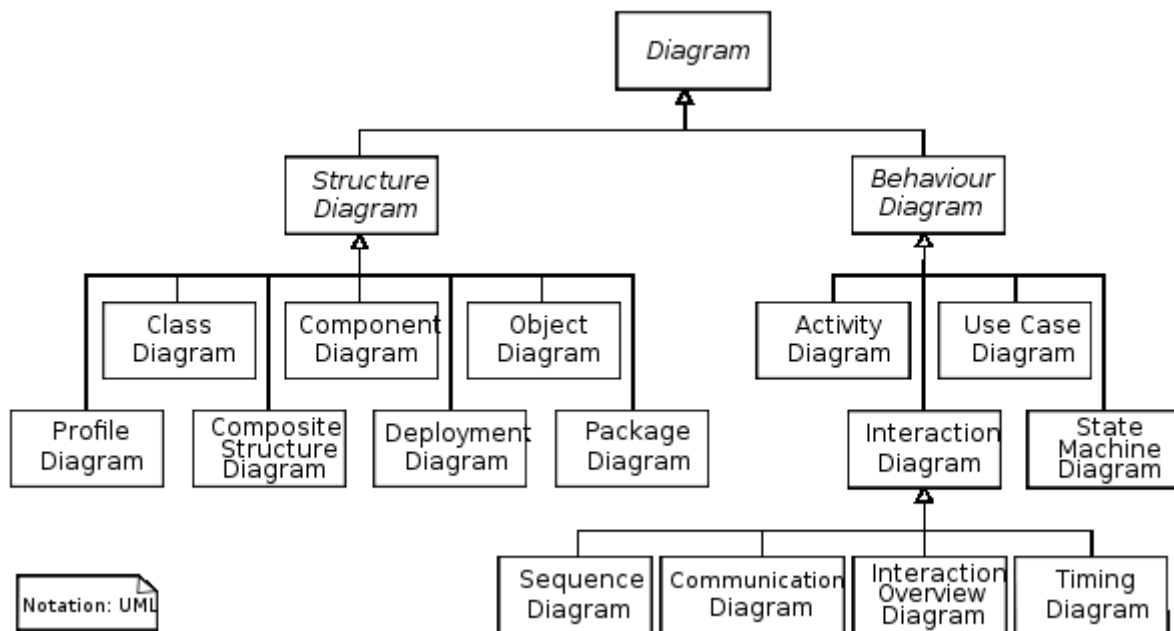 Diagram
Structure
Diagram
Behaviour
Diagram
Class
Diagram
Component
Diagram
Object
Diagram
Activity
Diagram
Use Case
Diagram
Profile
Diagram
Composite
Structure
Diagram
Deployment
Diagram
Package
Diagram
Interaction
Diagram
State
Machine
Diagram
Sequence
Diagram
Communication
Diagram
Interaction
Overview
Diagram
Timing
Diagram
Notation: UML